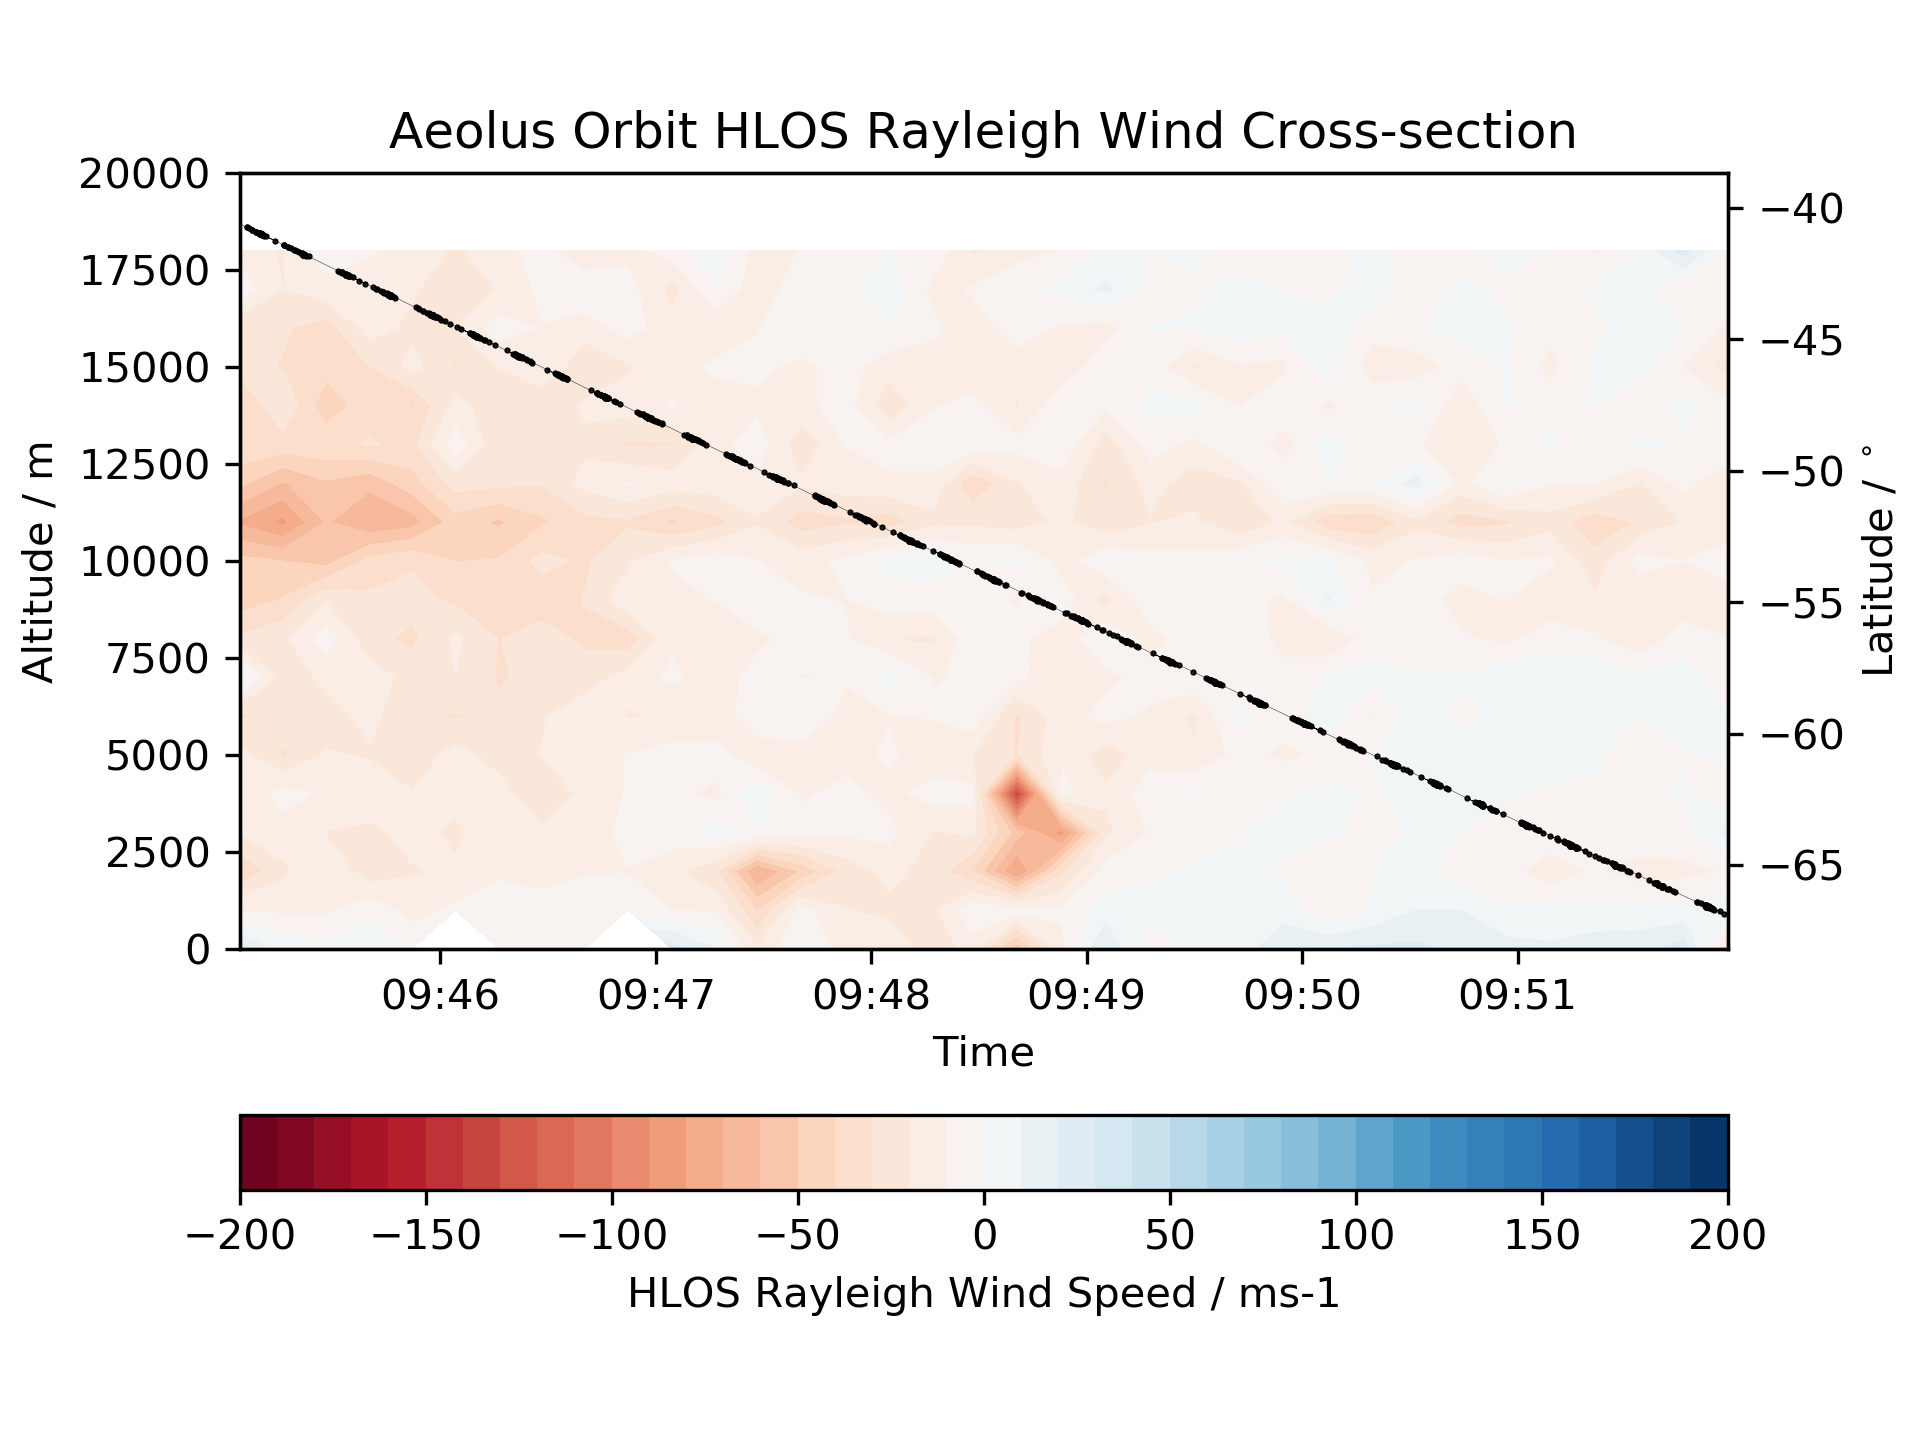 Aeolus Orbit HLOS Rayleigh Wind Cross-section
20000
17500
15000
12500
10000
7500
5000
2500
0
Altitude / m
−40
−45
−50
−55
−60
−65
Latitude / °
09:46 09:47 09:48 09:49 09:50 09:51
Time
−200 −150 −100 −50 0 50 100 150 200
HLOS Rayleigh Wind Speed / ms-1